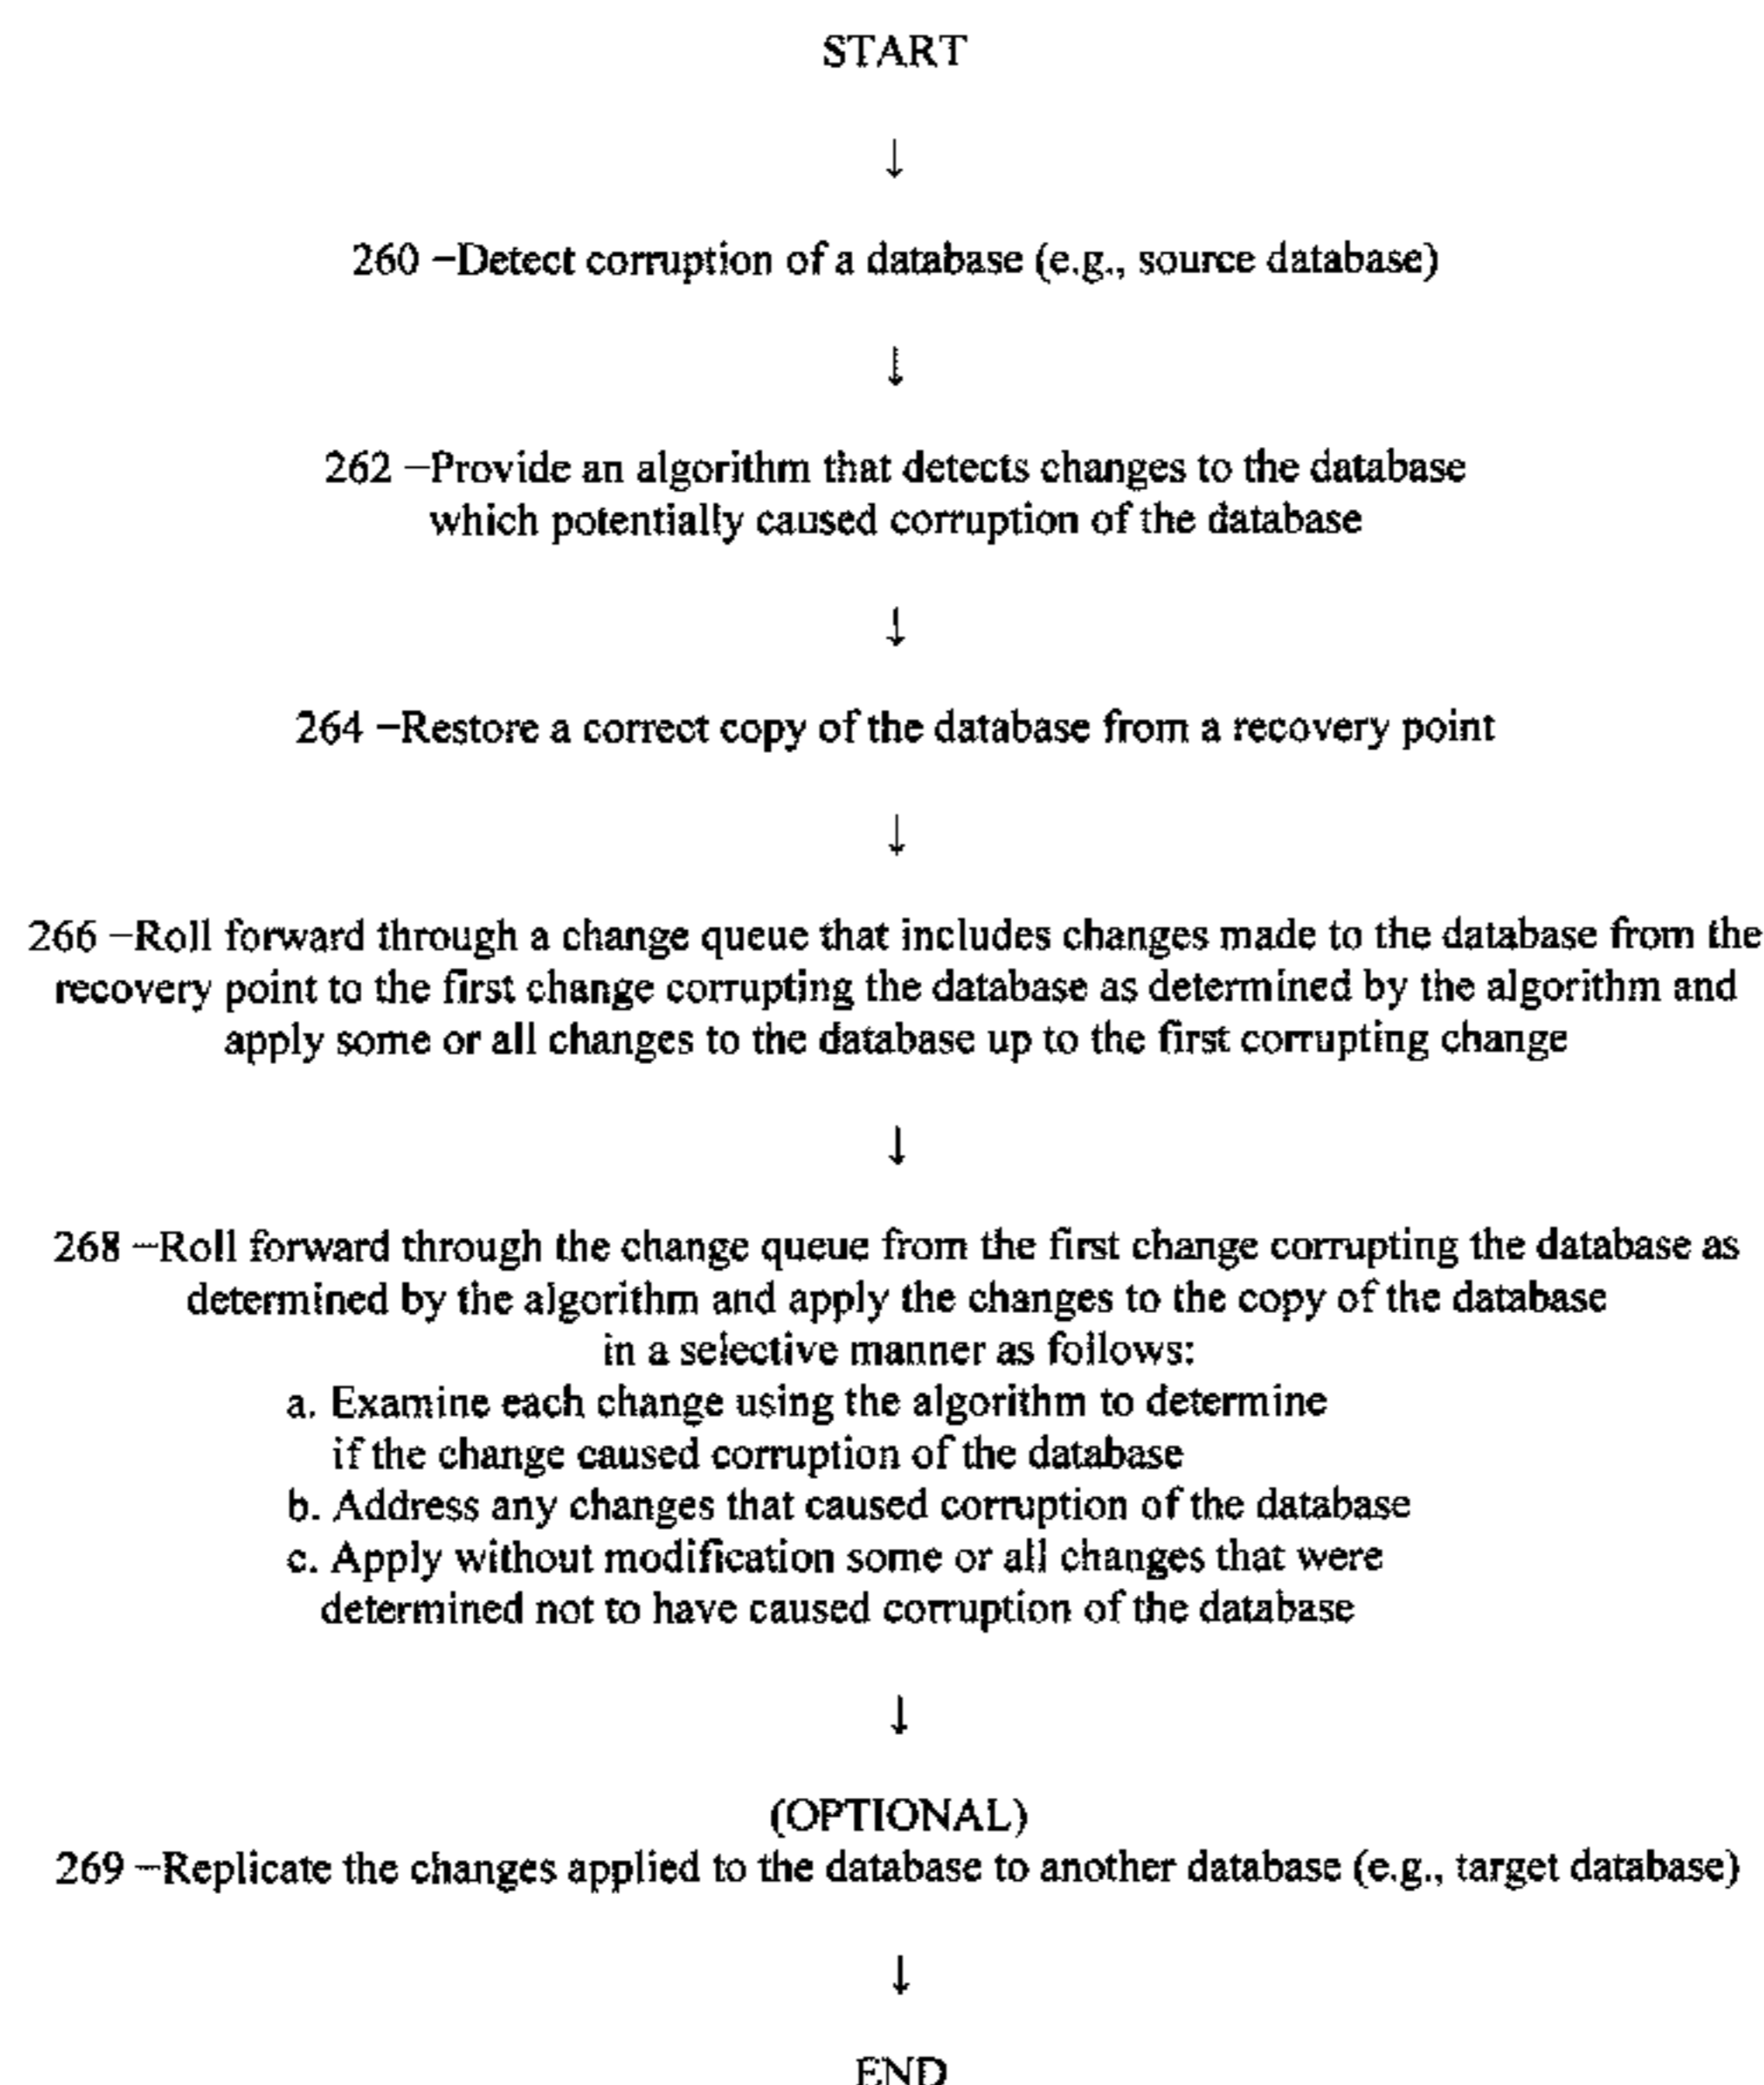 START
↓
260 –Detect corruption of a database (e.g., source database)
↓
262 –Provide an algorithm that detects changes to the database
which potentially caused corruption of the database
↓
264 –Restore a correct copy of the database from a recovery point
↓
266 –Roll forward through a change queue that includes changes made to the database from the
recovery point to the first change corrupting the database as determined by the algorithm and
apply some or all changes to the database up to the first corrupting change
↓
268 –Roll forward through the change queue from the first change corrupting the database as
determined by the algorithm and apply the changes to the copy of the database
in a selective manner as follows:
a. Examine each change using the algorithm to determine
if the change caused corruption of the database
b. Address any changes that caused corruption of the database
c. Apply without modification some or all changes that were
determined not to have caused corruption of the database
↓
(OPTIONAL)
269 –Replicate the changes applied to the database to another database (e.g., target database)
↓
END